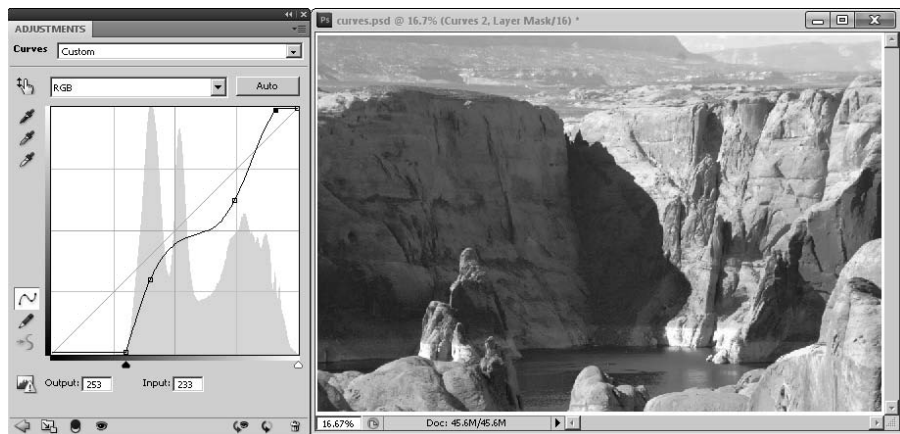 ADJUSTMENTS
Curves Custom
RGB Auto
Output: 253 Input: 233
Ps curves.psd @ 16.7% (Curves 2, Layer Mask/16) *
16.67% Doc: 45.6M/45.6M